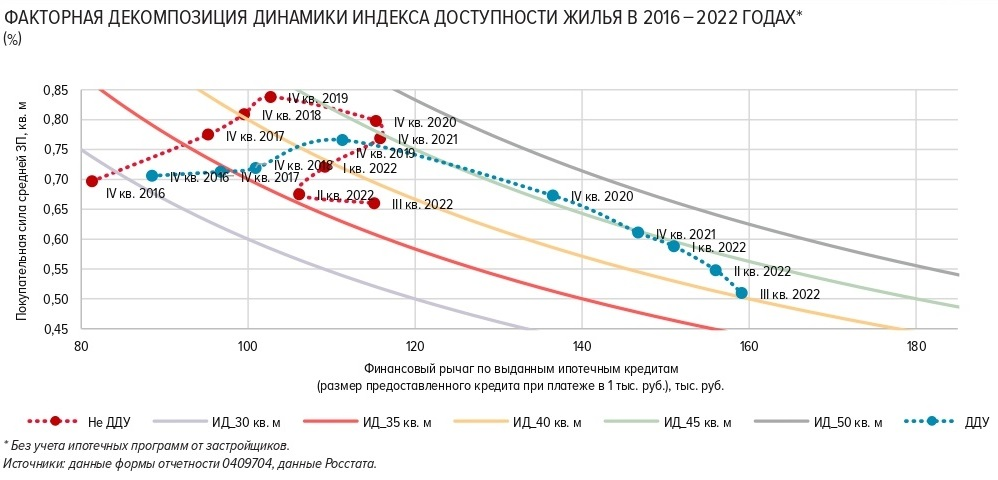 ФАКТОРНАЯ ДЕКОМПОЗИЦИЯ ДИНАМИКИ ИНДЕКСА ДОСТУПНОСТИ ЖИЛЬЯ В 2016 – 2022 ГОДАХ*
(%)
Покупательная сила средней ЗП, кв. м
0,85
0,80
0,75
0,70
0,65
0,60
0,55
0,50
0,45
IV кв. 2019
IV кв. 2018
IV кв. 2020
IV кв. 2017
IV кв. 2021
IV кв. 2019
IV кв. 2018
I кв. 2022
IV кв. 2016
IV кв. 2017
IV кв. 2016
II кв. 2022
III кв. 2022
IV кв. 2020
IV кв. 2021
I кв. 2022
II кв. 2022
III кв. 2022
80 100 120 140 160 180
Финансовый рычаг по выданным ипотечным кредитам
(размер предоставленного кредита при платеже в 1 тыс. руб.), тыс. руб.
Не ДДУ ИД_30 кв. м ИД_35 кв. м ИД_40 кв. м ИД_45 кв. м ИД_50 кв. м ДДУ
* Без учета ипотечных программ от застройщиков.
Источники: данные формы отчетности 0409704, данные Росстата.